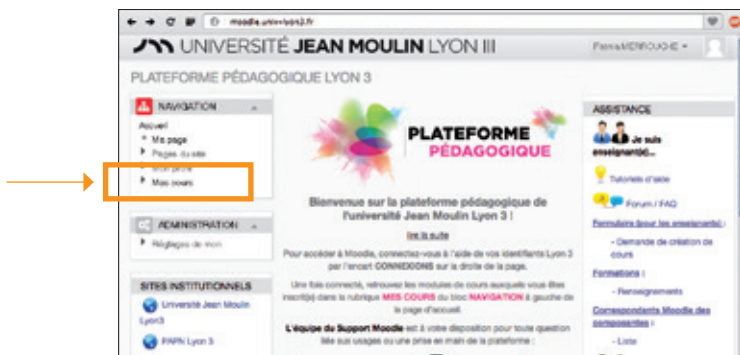 moodle.univ-lyon3.fr
UNIVERSITÉ JEAN MOULIN LYON III
PLATEFORME PÉDAGOGIQUE LYON 3
NAVIGATION
Accueil
Ma page
Pages du site
Mon profil
Mes cours
ADMINISTRATION
Réglages de mon
SITES INSTITUTIONNELS
Université Jean Moulin
Lyon3
PAPN Lyon 3
PLATEFORME
PÉDAGOGIQUE
Bienvenue sur la plateforme pédagogique de
l'université Jean Moulin Lyon 3 !
lire la suite
Pour accéder à Moodle, connectez-vous à l'aide de vos identifiants Lyon 3
par l'encart CONNEXIONS sur la droite de la page.
Une fois connecté, retrouvez les modules de cours auxquels vous êtes
inscrit(e) dans la rubrique MES COURS du bloc NAVIGATION à gauche de
la page d'accueil.
L'équipe du Support Moodle est à votre disposition pour toute question
liée aux usages ou une prise en main de la plateforme :
ASSISTANCE
Je suis
enseignant(e)...
Tutoriels d'aide
Forum / FAQ
Formulaire (pour les enseignants) :
- Demande de création de
cours
Formations :
- Renseignements
Correspondants Moodle des
composantes :
- Liste